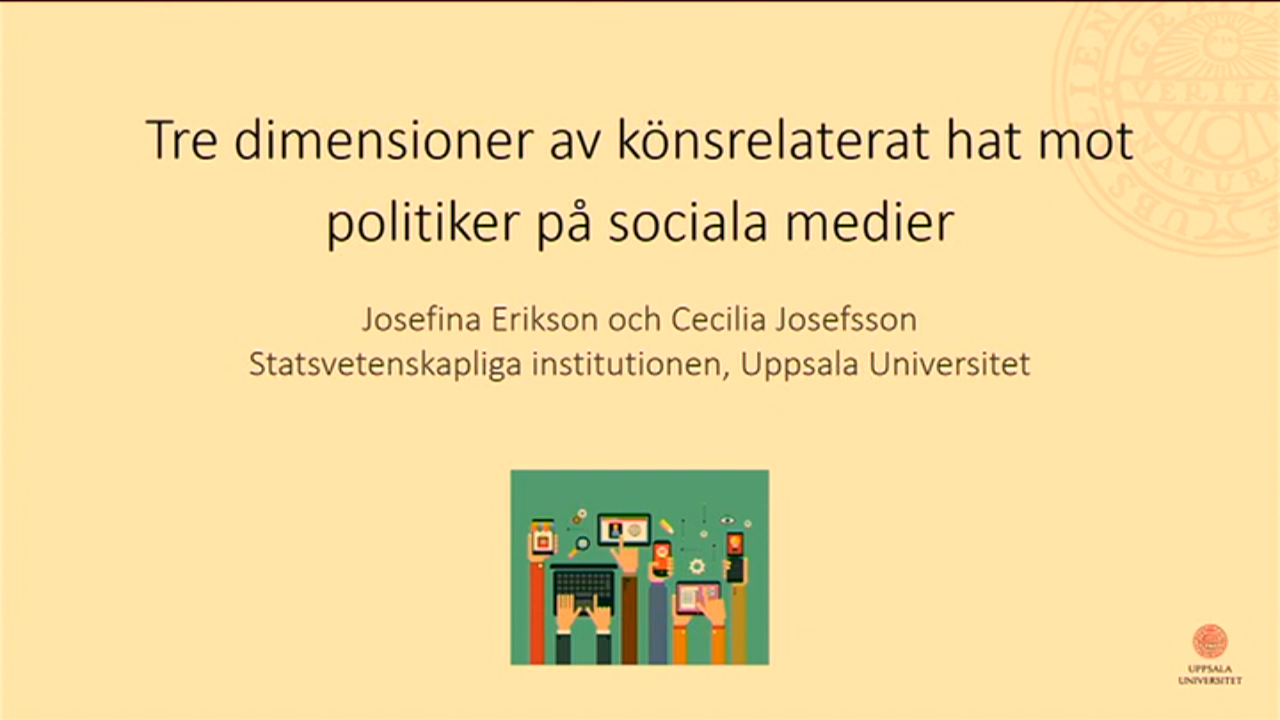 Tre dimensioner av könsrelaterat hat mot
politiker på sociala medier
Josefina Erikson och Cecilia Josefsson
Statsvetenskapliga institutionen, Uppsala Universitet
UPPSALA
UNIVERSITET